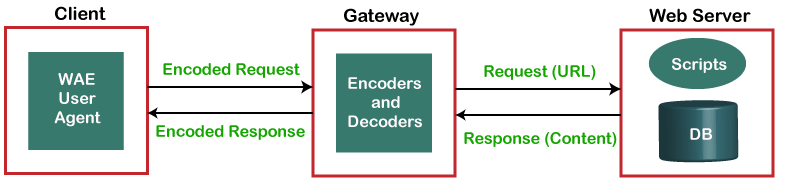 Client
Gateway
Web Server
WAE
User
Agent
Encoded Request
Encoded Response
Encoders
and
Decoders
Request (URL)
Response (Content)
Scripts
DB